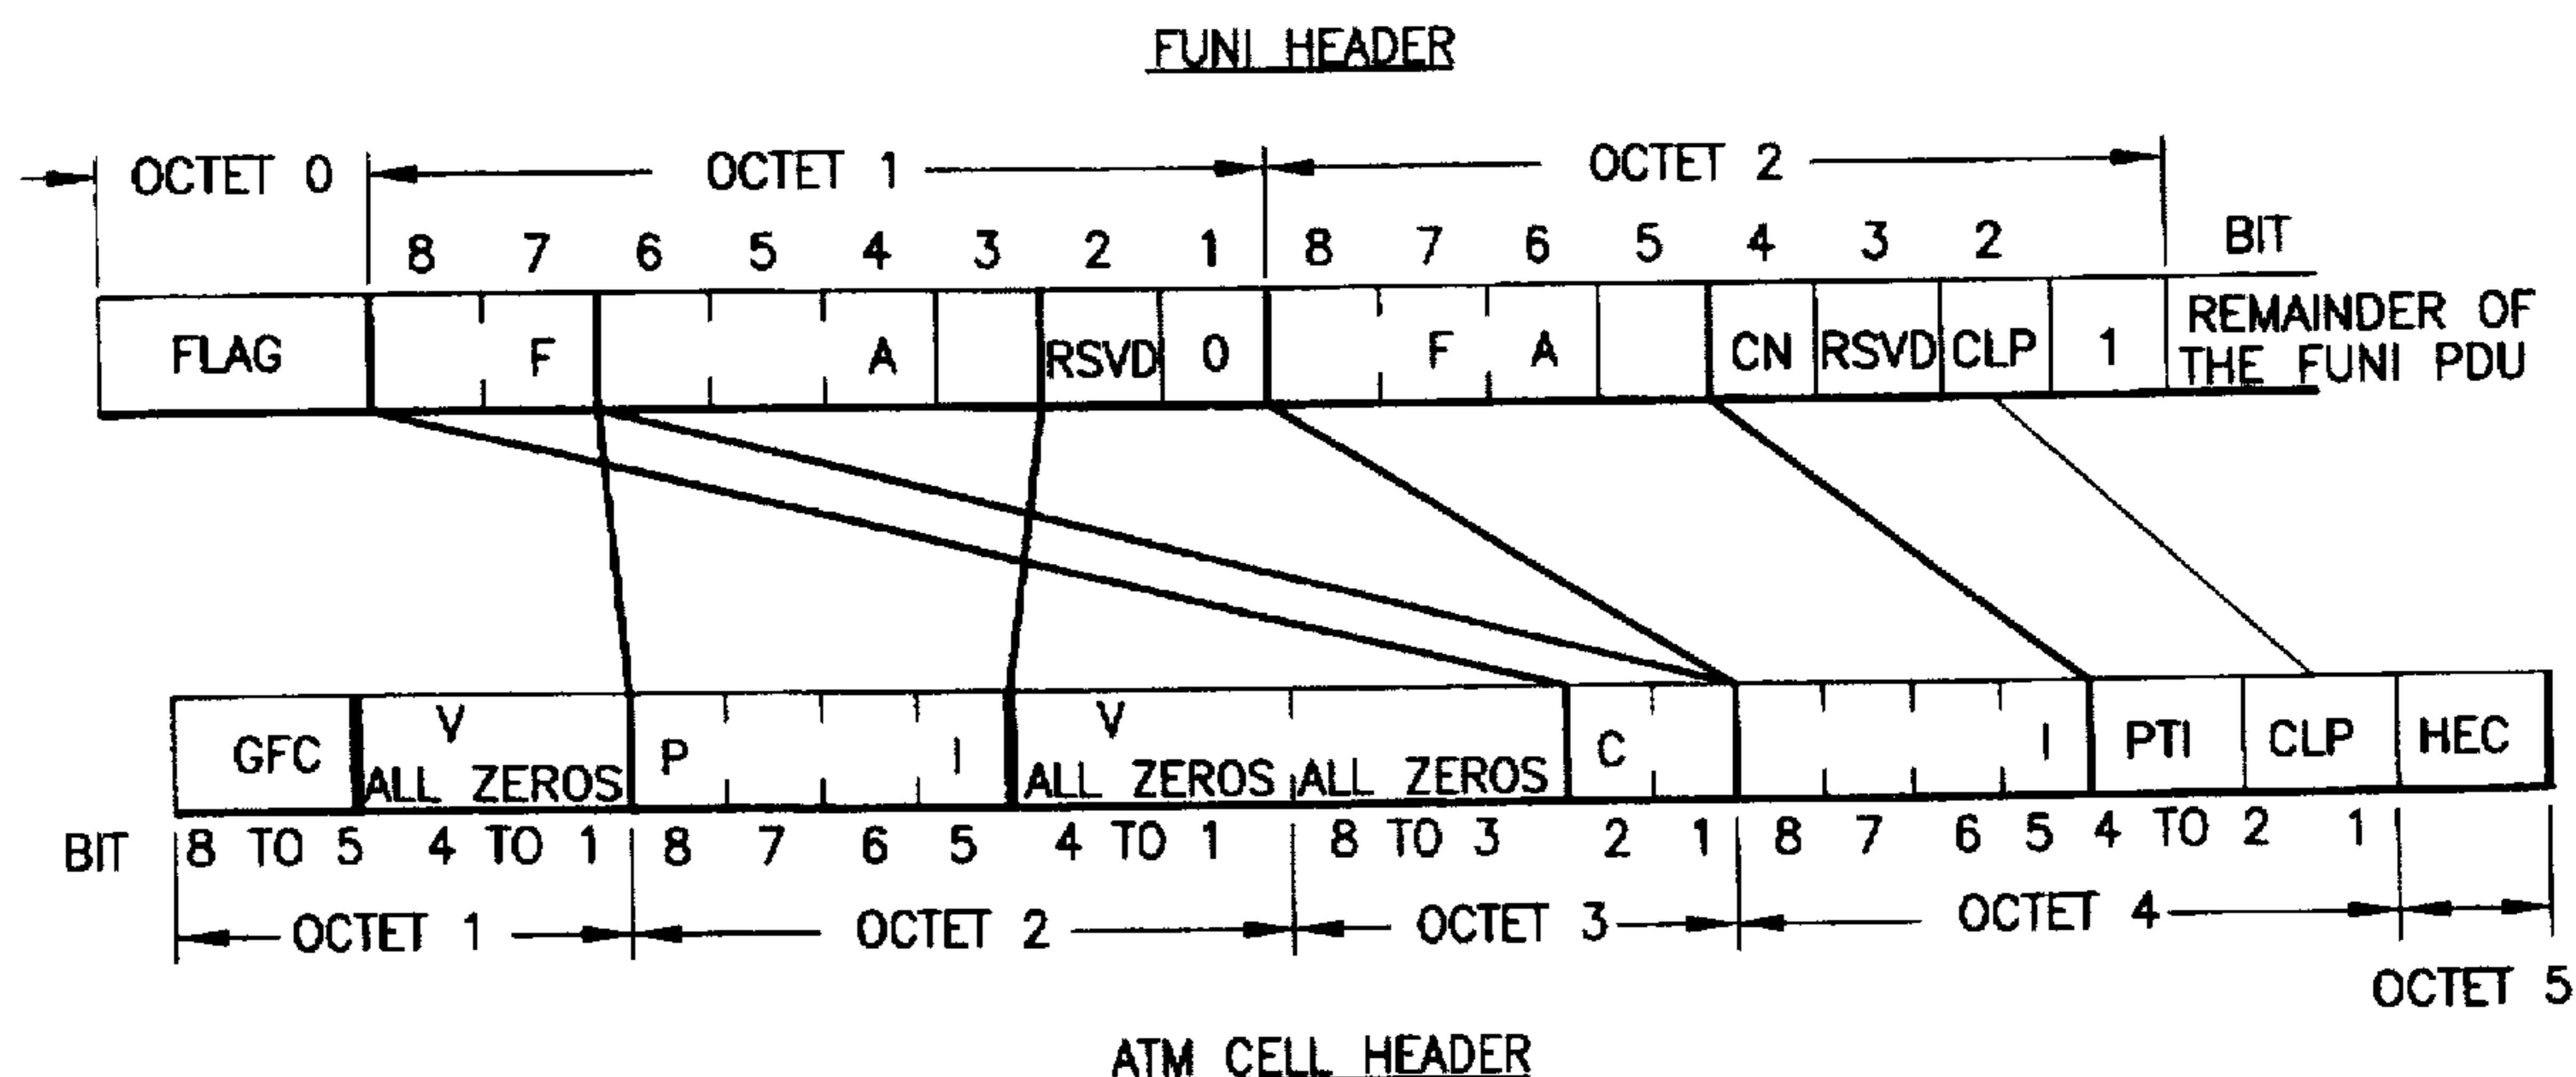 FUNI HEADER
OCTET 0 OCTET 1 OCTET 2
8 7 6 5 4 3 2 1 8 7 6 5 4 3 2 BIT
FLAG F A RSVD 0 F A CN RSVD CLP 1 REMAINDER OF
THE FUNI PDU
GFC V P I V C I PTI CLP HEC
ALL ZEROS ALL ZEROS ALL ZEROS
BIT 8 TO 5 4 TO 1 8 7 6 5 4 TO 1 8 TO 3 2 1 8 7 6 5 4 TO 2 1
OCTET 1 OCTET 2 OCTET 3 OCTET 4
OCTET 5
ATM CELL HEADER